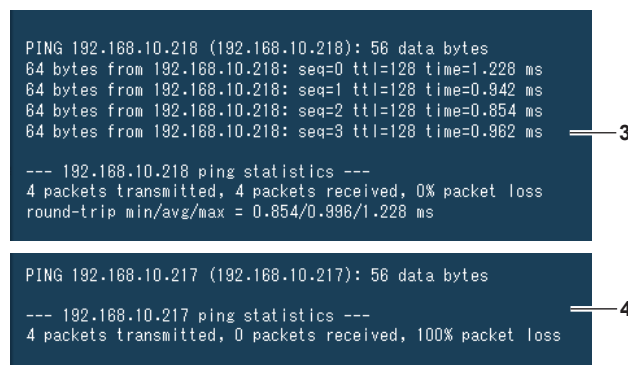 PING 192.168.10.218 (192.168.10.218): 56 data bytes
64 bytes from 192.168.10.218: seq=0 ttl=128 time=1.228 ms
64 bytes from 192.168.10.218: seq=1 ttl=128 time=0.942 ms
64 bytes from 192.168.10.218: seq=2 ttl=128 time=0.854 ms
64 bytes from 192.168.10.218: seq=3 ttl=128 time=0.962 ms
3
--- 192.168.10.218 ping statistics ---
4 packets transmitted, 4 packets received, 0% packet loss
round-trip min/avg/max = 0.854/0.996/1.228 ms
PING 192.168.10.217 (192.168.10.217): 56 data bytes
4
--- 192.168.10.217 ping statistics ---
4 packets transmitted, 0 packets received, 100% packet loss